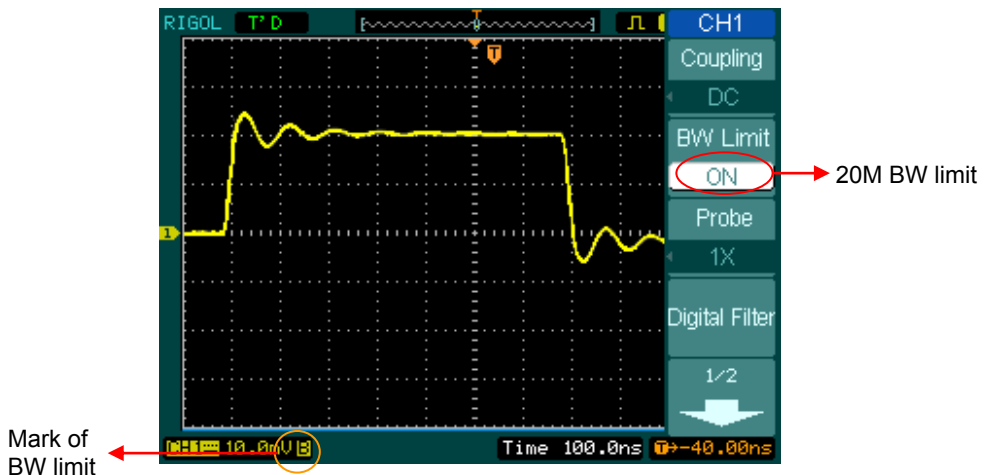 RIGOL T'D T CH1
T
Coupling
DC
BW Limit
ON
20M BW limit
Probe
1
1X
Digital Filter
1/2
Mark of
BW limit
CH1 10.0mV B Time 100.0ns T→-40.00ns